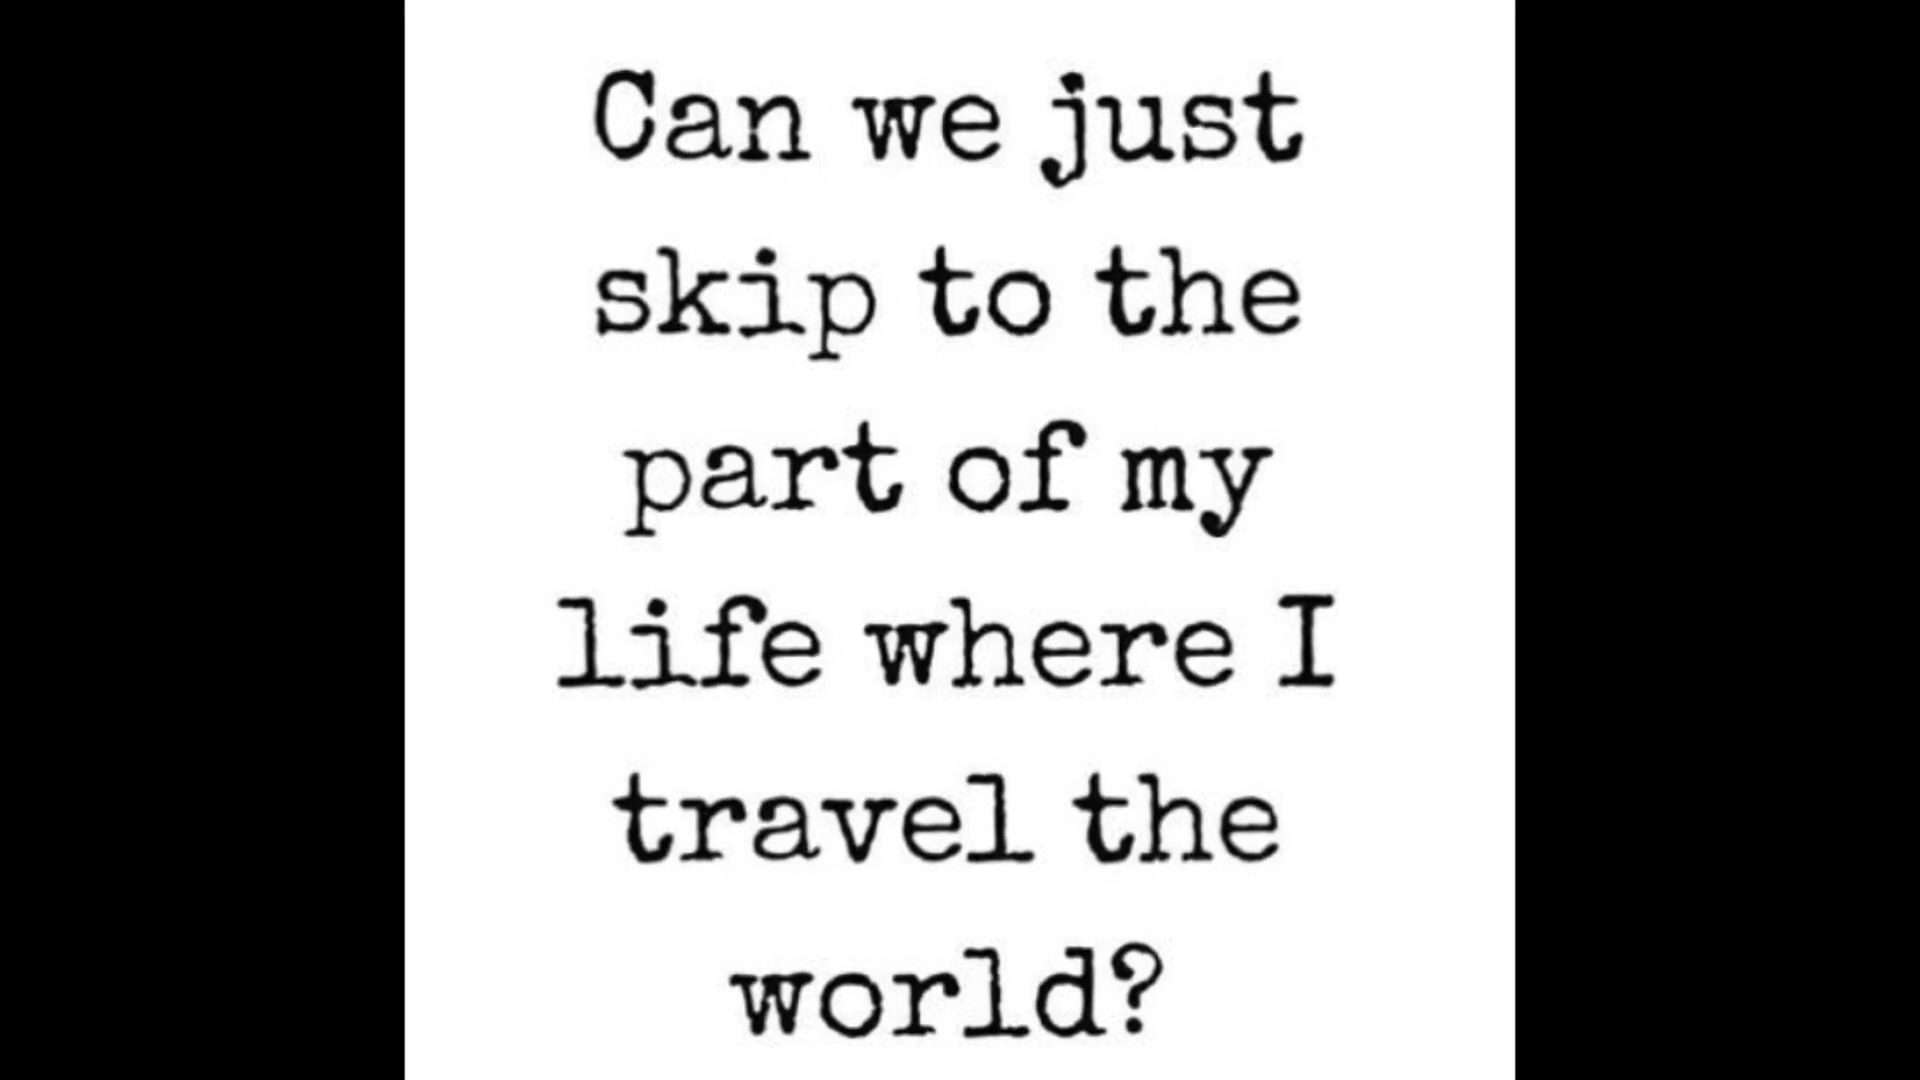 Can we just
skip to the
part of my
life where I
travel the
world?